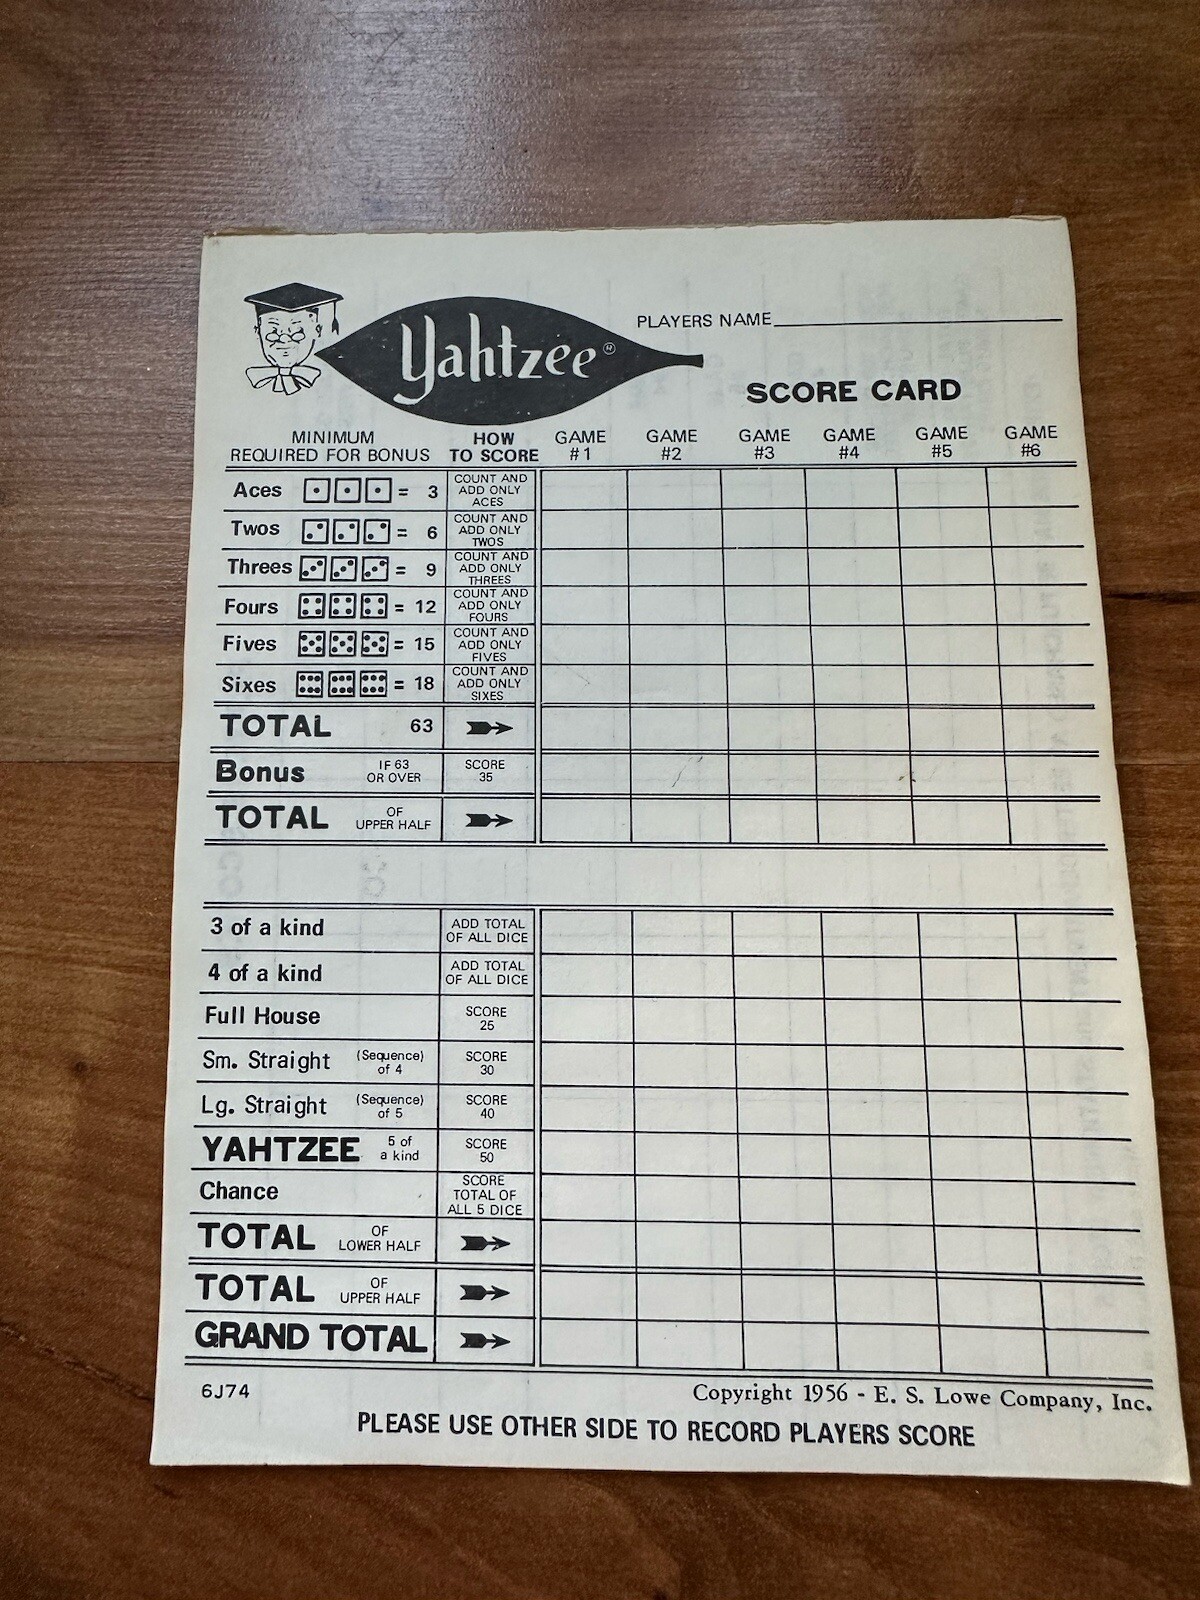 Yahtzee®
PLAYERS NAME
SCORE CARD
MINIMUM REQUIRED FOR BONUS HOW TO SCORE GAME #1 GAME #2 GAME #3 GAME #4 GAME #5 GAME #6
Aces = 3 COUNT AND ADD ONLY ACES
Twos = 6 COUNT AND ADD ONLY TWOS
Threes = 9 COUNT AND ADD ONLY THREES
Fours = 12 COUNT AND ADD ONLY FOURS
Fives = 15 COUNT AND ADD ONLY FIVES
Sixes = 18 COUNT AND ADD ONLY SIXES
TOTAL 63
Bonus IF 63 OR OVER SCORE 35
TOTAL OF UPPER HALF
3 of a kind ADD TOTAL OF ALL DICE
4 of a kind ADD TOTAL OF ALL DICE
Full House SCORE 25
Sm. Straight (Sequence) of 4 SCORE 30
Lg. Straight (Sequence) of 5 SCORE 40
YAHTZEE 5 of a kind SCORE 50
Chance SCORE TOTAL OF ALL 5 DICE
TOTAL OF LOWER HALF
TOTAL OF UPPER HALF
GRAND TOTAL
6J74 Copyright 1956 - E. S. Lowe Company, Inc.
PLEASE USE OTHER SIDE TO RECORD PLAYERS SCORE